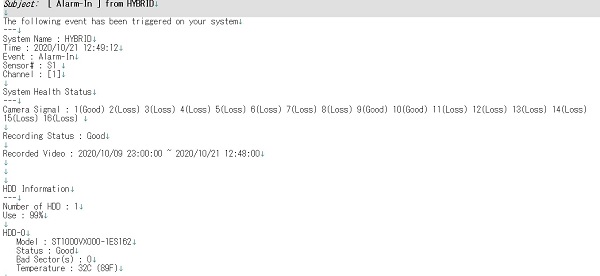 Subject: [ Alarm-In ] from HYBRID↓
↓
The following event has been triggered on your system↓
---↓
System Name : HYBRID↓
Time : 2020/10/21 12:49:12↓
Event : Alarm-In↓
Sensor# : S1 ↓
Channel : [1]↓
↓
System Health Status↓
---↓
Camera Signal : 1(Good) 2(Loss) 3(Loss) 4(Loss) 5(Loss) 6(Loss) 7(Loss) 8(Loss) 9(Good) 10(Good) 11(Loss) 12(Loss) 13(Loss) 14(Loss)
15(Loss) 16(Loss) ↓
↓
Recording Status : Good↓
↓
Recorded Video : 2020/10/09 23:00:00 ~ 2020/10/21 12:48:00↓
↓
↓
↓
HDD Information↓
---↓
Number of HDD : 1↓
Use : 99%↓
↓
HDD-0↓
Model : ST1000VX000-1ES162↓
Status : Good↓
Bad Sector(s) : 0↓
Temperature : 32C (89F)↓
↓